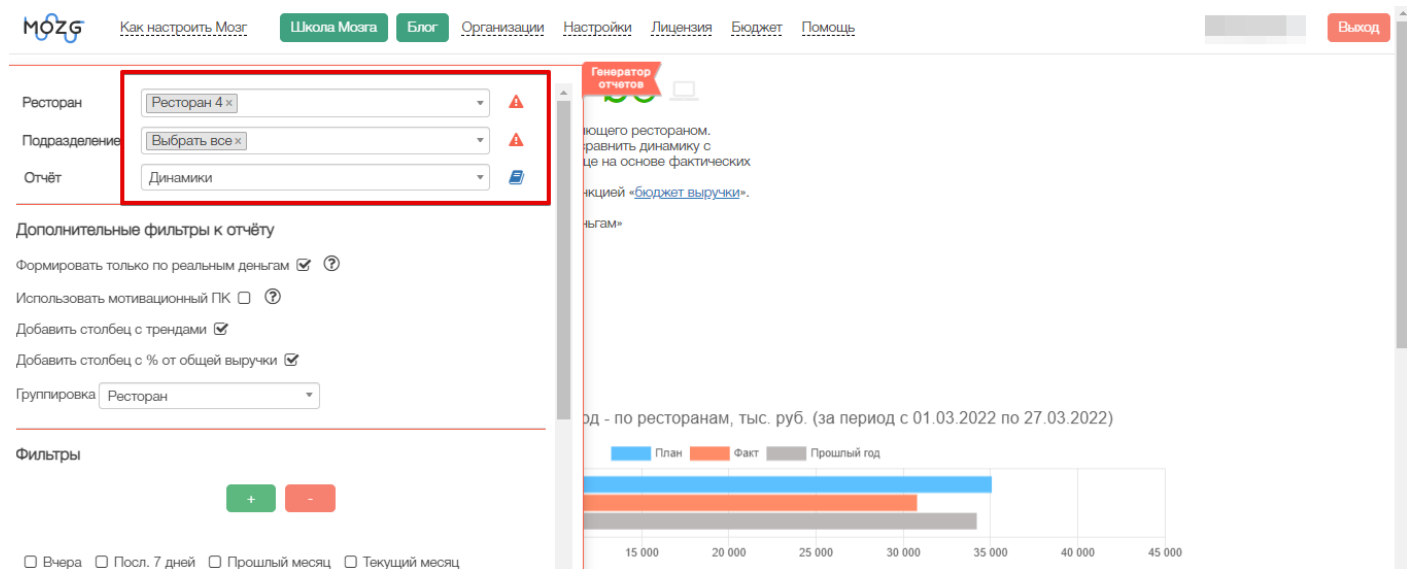 MOZG Как настроить Мозг Школа Мозга Блог Организации Настройки Лицензия Бюджет Помощь Выход
Генератор
отчетов
Ресторан Ресторан 4 ×
Подразделение Выбрать все ×
Отчёт Динамики
Дополнительные фильтры к отчёту
Формировать только по реальным деньгам ?
Использовать мотивационный ПК ?
Добавить столбец с трендами
Добавить столбец с % от общей выручки
Группировка Ресторан
Фильтры
+ -
Вчера Посл. 7 дней Прошлый месяц Текущий месяц
ющего рестораном.
сравнить динамику с
це на основе фактических
нкцией «бюджет выручки».
ньгам»
од - по ресторанам, тыс. руб. (за период с 01.03.2022 по 27.03.2022)
План Факт Прошлый год
15 000 20 000 25 000 30 000 35 000 40 000 45 000